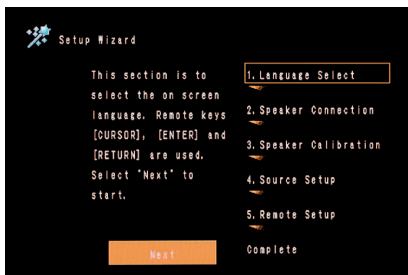 Setup Wizard
This section is to
select the on screen
language. Remote keys
[CURSOR], [ENTER] and
[RETURN] are used.
Select "Next" to
start.
Next
1. Language Select
2. Speaker Connection
3. Speaker Calibration
4. Source Setup
5. Remote Setup
Complete